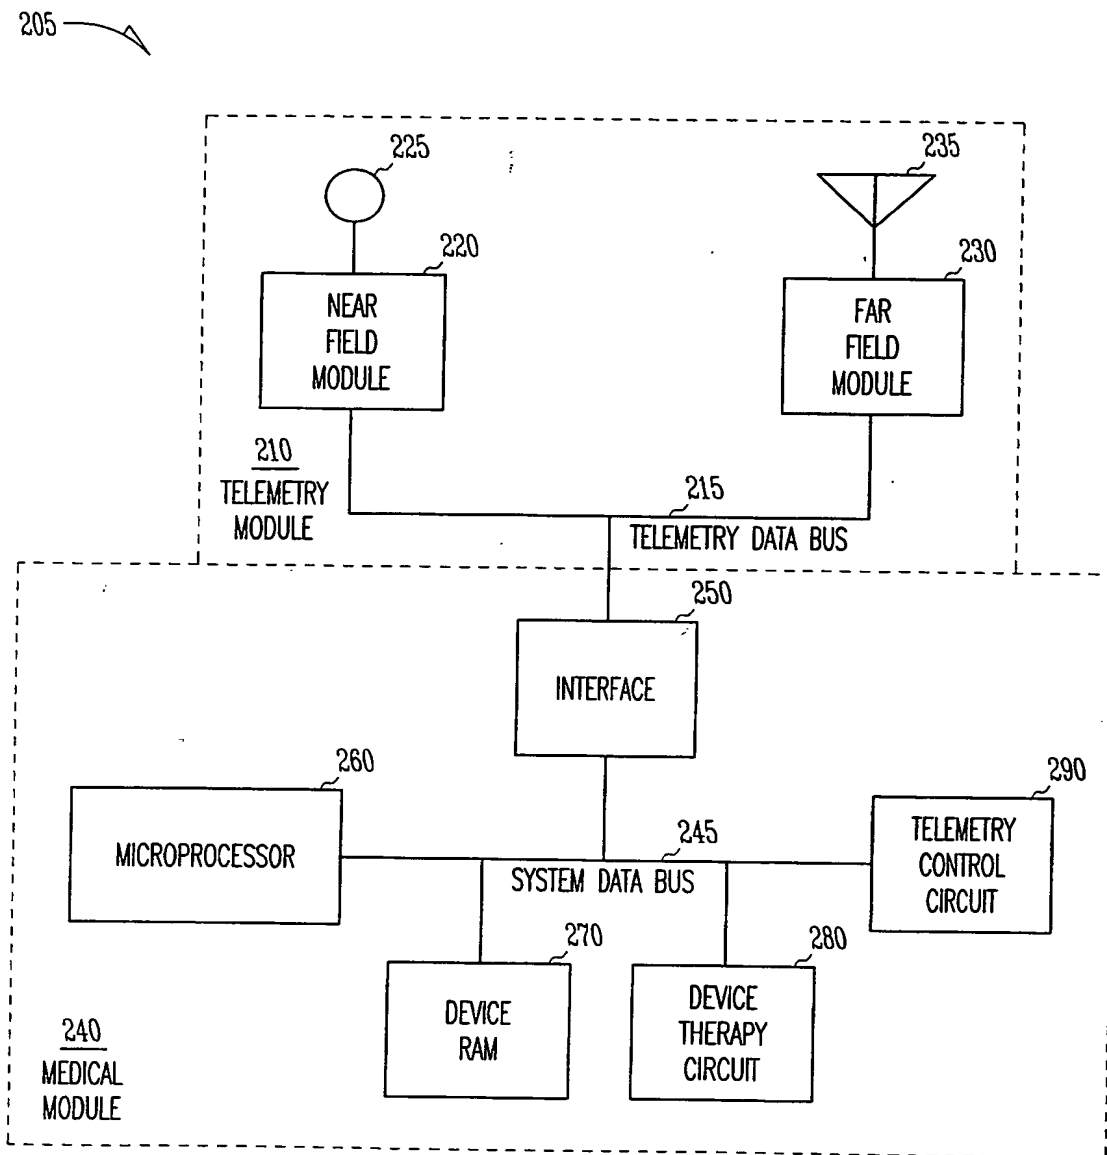 205
225
235
220
230
NEAR
FIELD
MODULE
FAR
FIELD
MODULE
210
TELEMETRY
MODULE
215
TELEMETRY DATA BUS
250
INTERFACE
260
MICROPROCESSOR
245
SYSTEM DATA BUS
290
TELEMETRY
CONTROL
CIRCUIT
270
DEVICE
RAM
280
DEVICE
THERAPY
CIRCUIT
240
MEDICAL
MODULE